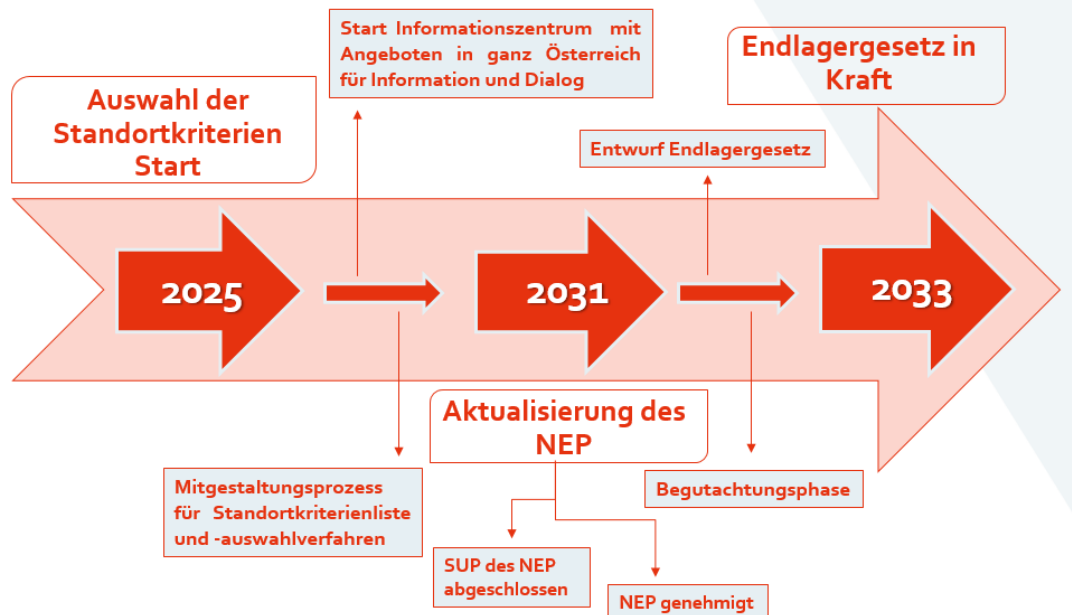 Start Informationszentrum mit
Angeboten in ganz Österreich
für Information und Dialog
Endlagergesetz in
Kraft
Auswahl der
Standortkriterien
Start
Entwurf Endlagergesetz
2025
2031
2033
Aktualisierung des
NEP
Mitgestaltungsprozess
für Standortkriterienliste
und -auswahlverfahren
Begutachtungsphase
SUP des NEP
abgeschlossen
NEP genehmigt